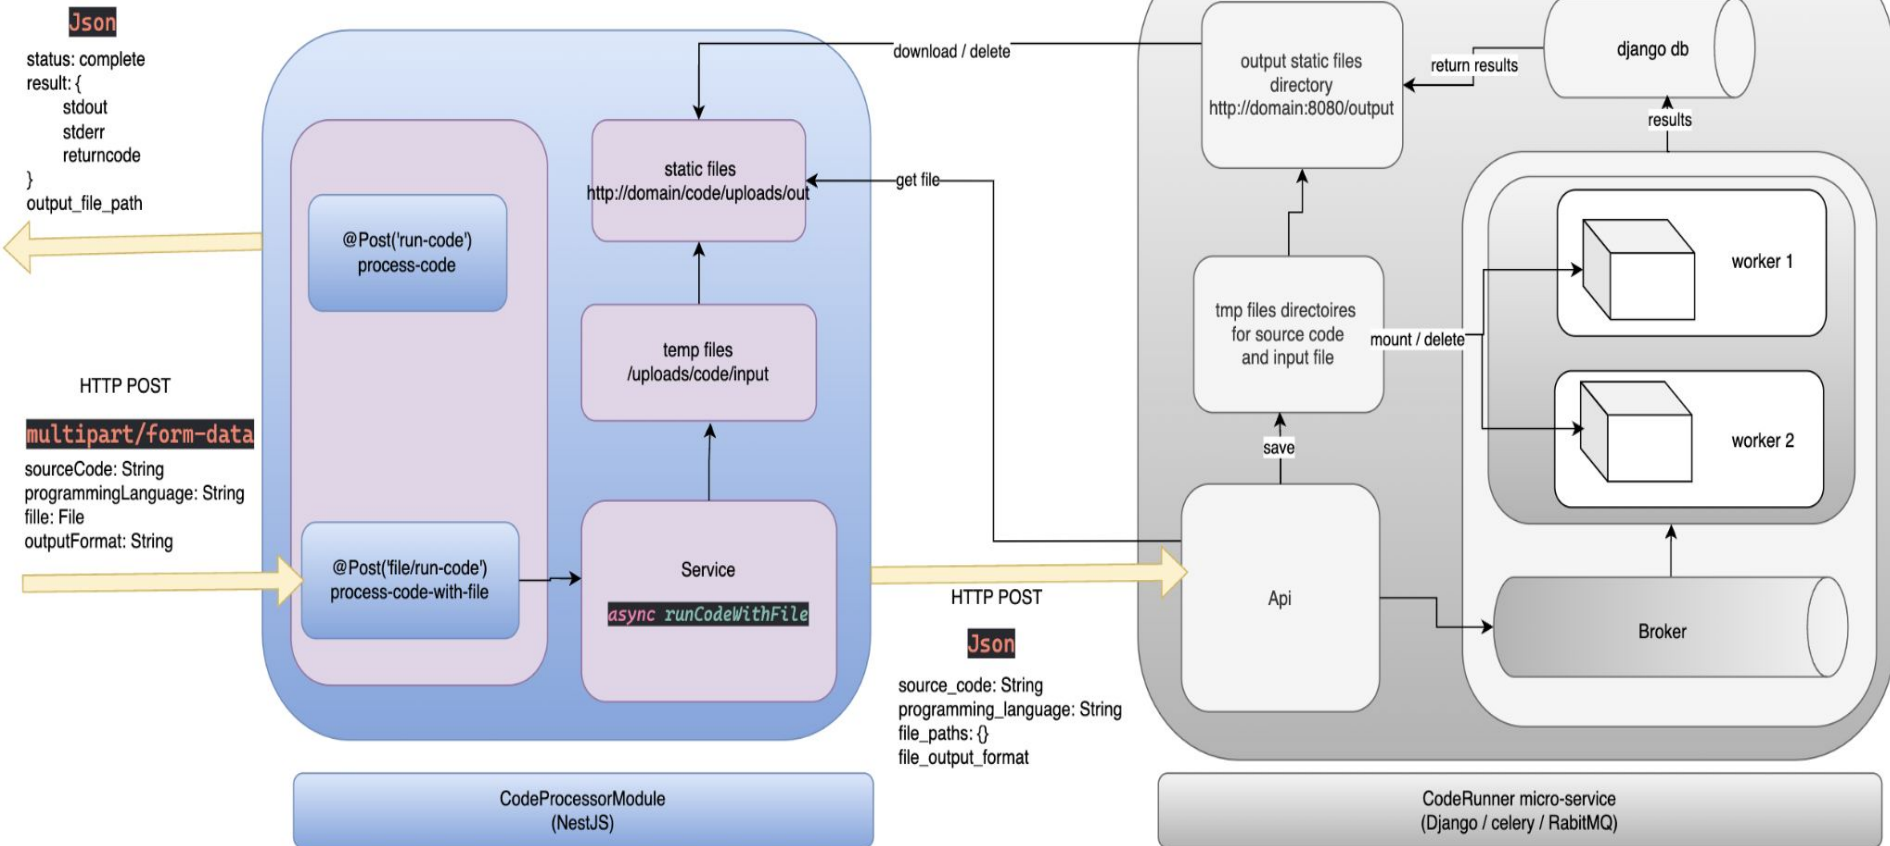 Json
status: complete
result: {
stdout
stderr
returncode
}
output_file_path
HTTP POST
multipart/form-data
sourceCode: String
programmingLanguage: String
fille: File
outputFormat: String
@Post('run-code')
process-code
@Post('file/run-code')
process-code-with-file
static files
http://domain/code/uploads/out
temp files
/uploads/code/input
Service
async runCodeWithFile
CodeProcessorModule
(NestJS)
download / delete
get file
HTTP POST
Json
source_code: String
programming_language: String
file_paths: {}
file_output_format
output static files
directory
http://domain:8080/output
return results
django db
results
tmp files directoires
for source code
and input file
mount / delete
worker 1
worker 2
save
Api
Broker
CodeRunner micro-service
(Django / celery / RabitMQ)